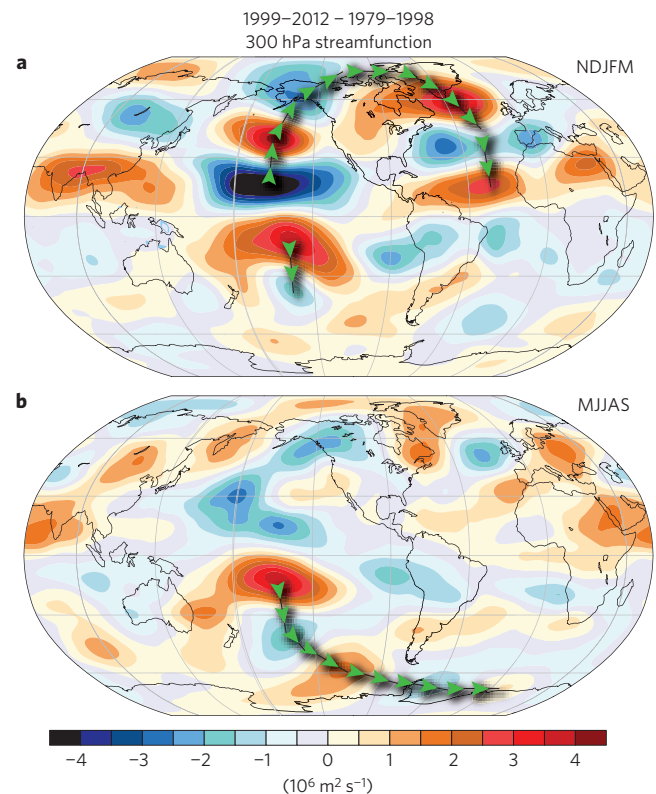 1999–2012 – 1979–1998
300 hPa streamfunction
a
NDJFM
b
MJJAS
−4 −3 −2 −1 0 1 2 3 4
(10⁶ m² s⁻¹)